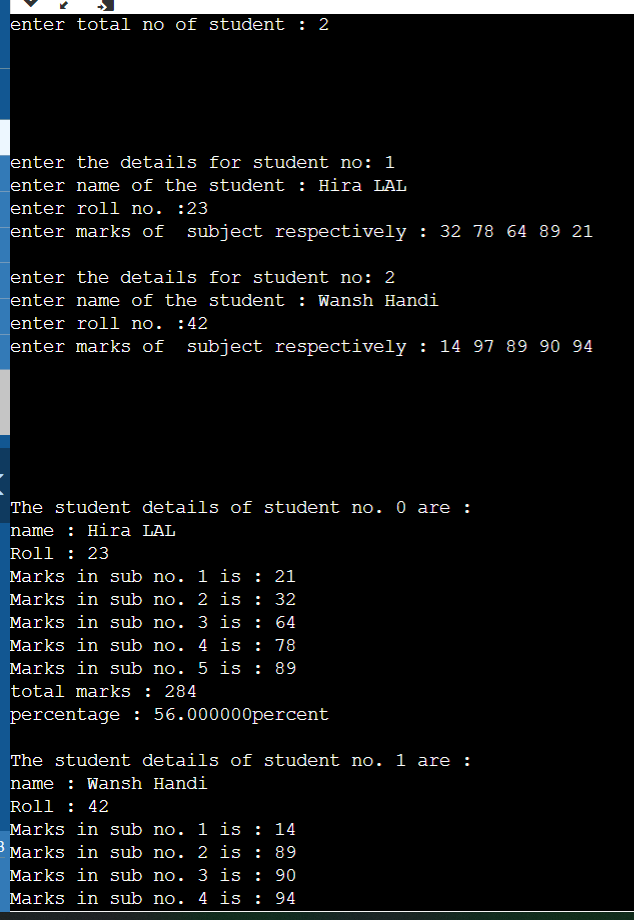 enter total no of student : 2
enter the details for student no: 1
enter name of the student : Hira LAL
enter roll no. :23
enter marks of  subject respectively : 32 78 64 89 21
enter the details for student no: 2
enter name of the student : Wansh Handi
enter roll no. :42
enter marks of  subject respectively : 14 97 89 90 94
The student details of student no. 0 are :
name : Hira LAL
Roll : 23
Marks in sub no. 1 is : 21
Marks in sub no. 2 is : 32
Marks in sub no. 3 is : 64
Marks in sub no. 4 is : 78
Marks in sub no. 5 is : 89
total marks : 284
percentage : 56.000000percent
The student details of student no. 1 are :
name : Wansh Handi
Roll : 42
Marks in sub no. 1 is : 14
Marks in sub no. 2 is : 89
Marks in sub no. 3 is : 90
Marks in sub no. 4 is : 94